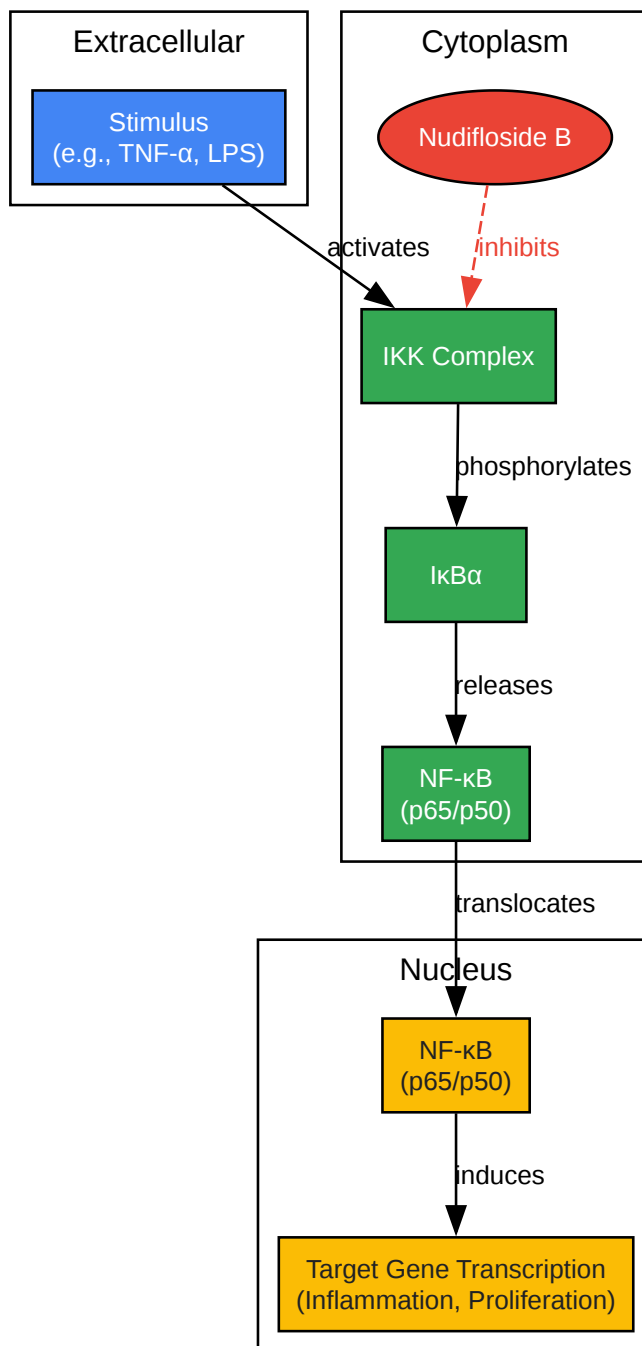 Extracellular
Stimulus
(e.g., TNF-α, LPS)
Cytoplasm
Nudifloside B
activates
inhibits
IKK Complex
phosphorylates
IκBα
releases
NF-κB
(p65/p50)
translocates
Nucleus
NF-κB
(p65/p50)
induces
Target Gene Transcription
(Inflammation, Proliferation)